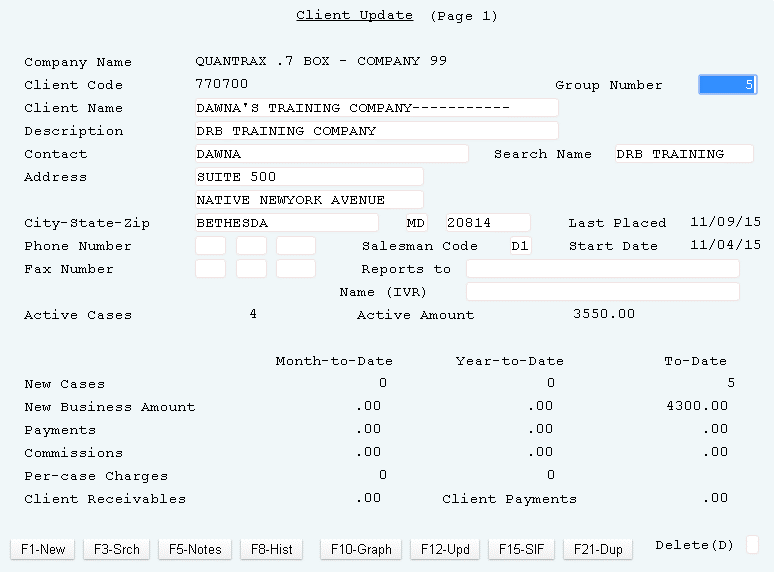 Client Update (Page 1)
Company Name QUANTRAX .7 BOX - COMPANY 99
Client Code 770700 Group Number 5
Client Name DAWNA'S TRAINING COMPANY-----------
Description DRB TRAINING COMPANY
Contact DAWNA Search Name DRB TRAINING
Address SUITE 500
NATIVE NEWYORK AVENUE
City-State-Zip BETHESDA MD 20814 Last Placed 11/09/15
Phone Number Salesman Code D1 Start Date 11/04/15
Fax Number Reports to
Name (IVR)
Active Cases 4 Active Amount 3550.00
Month-to-Date Year-to-Date To-Date
New Cases 0 0 5
New Business Amount .00 .00 4300.00
Payments .00 .00 .00
Commissions .00 .00 .00
Per-case Charges 0 0
Client Receivables .00 Client Payments .00
F1-New F3-Srch F5-Notes F8-Hist F10-Graph F12-Upd F15-SIF F21-Dup Delete(D)